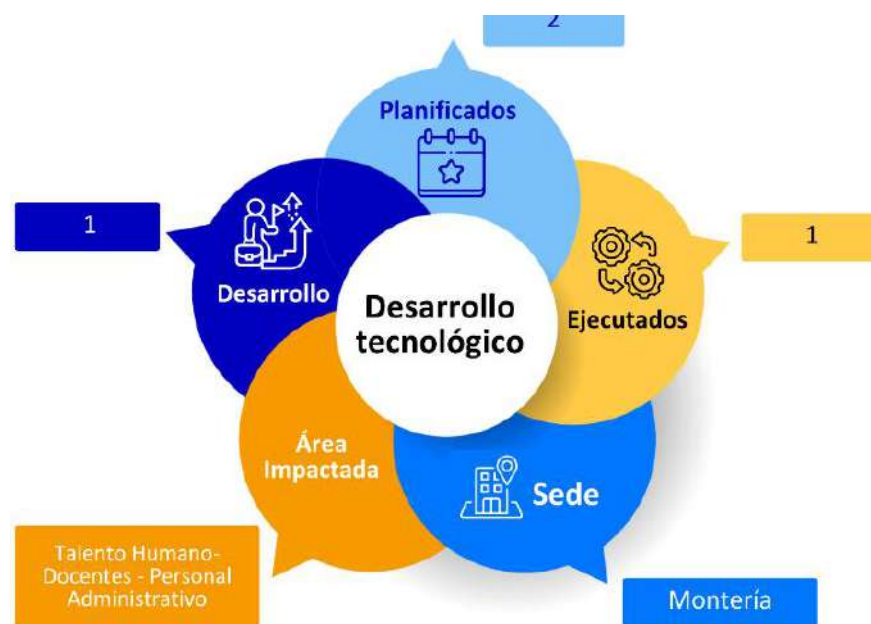 2
Planificados
1
Desarrollo
1
Ejecutados
Desarrollo
tecnológico
Área
Impactada
Sede
Talento Humano-
Docentes - Personal
Administrativo
Montería